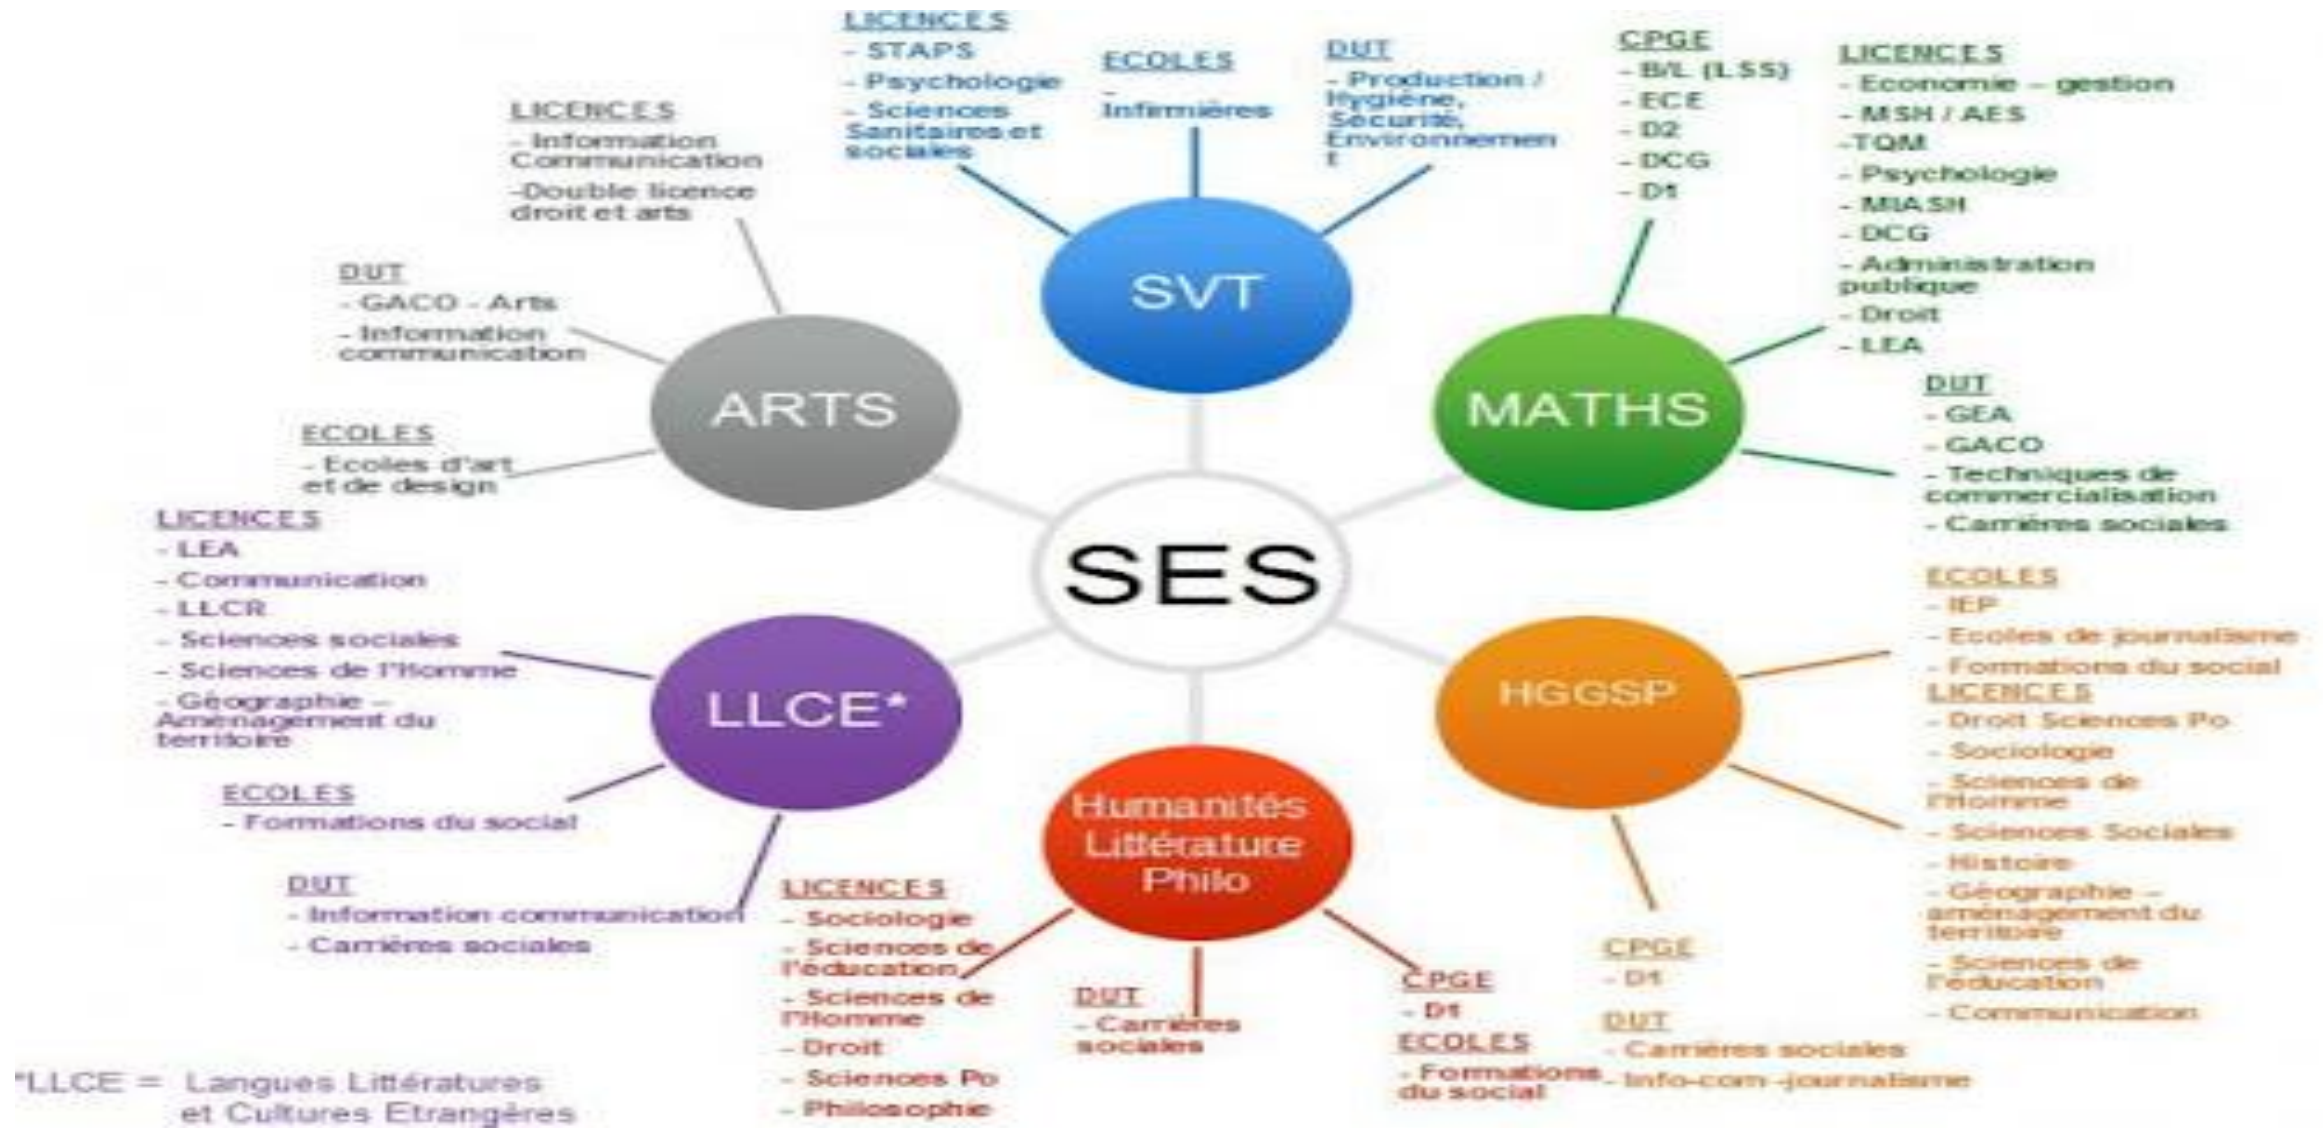 LICENCES
- STAPS
- Psychologie
- Sciences
Sanitaires et
sociales
ECOLES
-
Infirmières
DUT
- Production /
Hygiène,
Sécurité,
Environnemen
t
SVT
CPGE
- B/L (LSS)
- ECE
- D2
- DCG
- D1
LICENCES
- Economie – gestion
- MSH / AES
-TQM
- Psychologie
- MIASH
- DCG
- Administration
publique
- Droit
- LEA
DUT
- GEA
- GACO
- Techniques de
commercialisation
- Carrières sociales
MATHS
LICENCES
- Information
Communication
-Double licence
droit et arts
DUT
- GACO - Arts
- Information
communication
ECOLES
- Ecoles d'art
et de design
ARTS
SES
LICENCES
- LEA
- Communication
- LLCR
- Sciences sociales
- Sciences de l'Homme
- Géographie –
Aménagement du
territoire
ECOLES
- Formations du social
DUT
- Information communication
- Carrières sociales
LLCE*
ECOLES
- IEP
- Ecoles de journalisme
- Formations du social
LICENCES
- Droit Sciences Po
- Sociologie
- Sciences de
l'Homme
- Sciences Sociales
- Histoire
- Géographie –
aménagement du
territoire
- Sciences de
l'éducation
- Communication
CPGE
- D1
DUT
- Carrières sociales
- Info-com -journalisme
HGGSP
Humanités
Littérature
Philo
LICENCES
- Sociologie
- Sciences de
l'éducation
- Sciences de
l'Homme
- Droit
- Sciences Po
- Philosophie
DUT
- Carrières
sociales
CPGE
- D1
ECOLES
- Formations
du social
*LLCE = Langues Littératures
et Cultures Etrangères